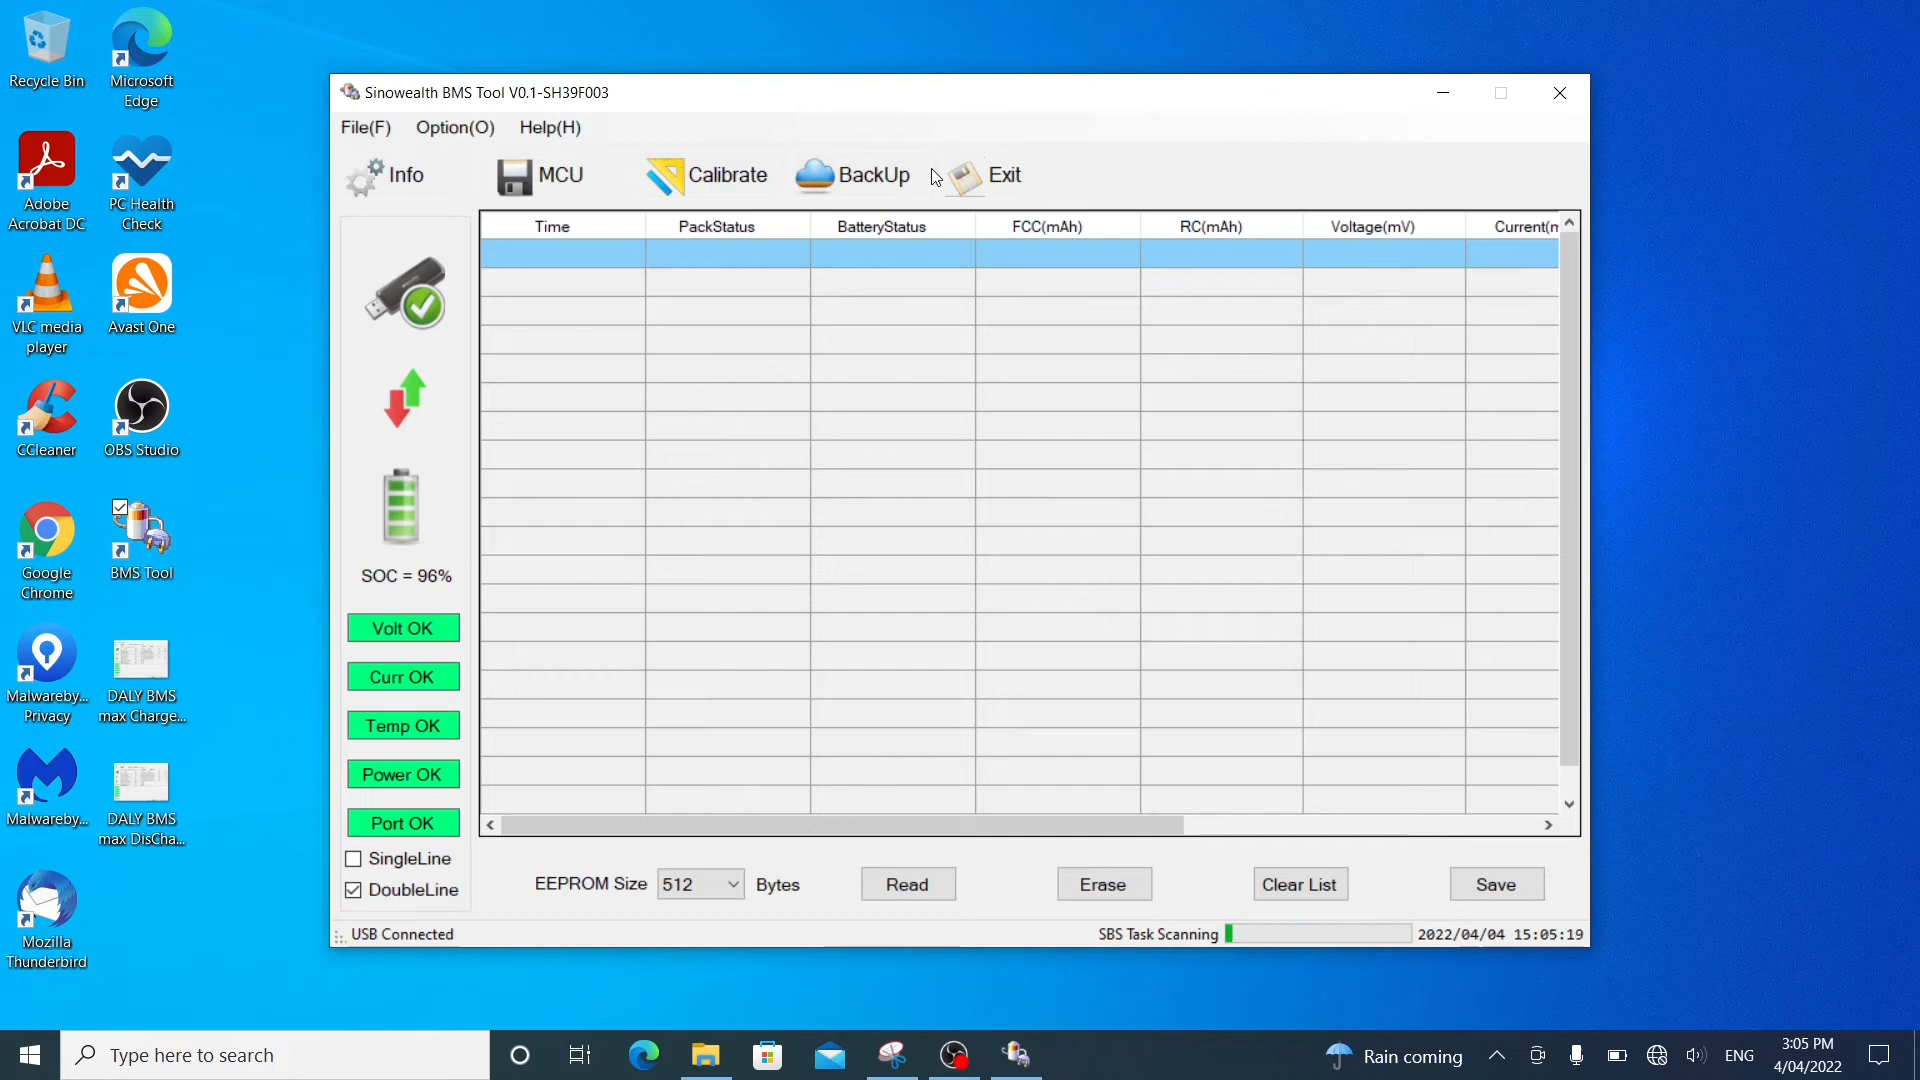 Recycle Bin
Microsoft
Edge
Adobe
Acrobat DC
PC Health
Check
VLC media
player
Avast One
CCleaner
OBS Studio
Google
Chrome
BMS Tool
Malwareby...
Privacy
DALY BMS
max Charge...
Malwareby...
DALY BMS
max DisCha...
Mozilla
Thunderbird
Sinowealth BMS Tool V0.1-SH39F003
File(F) Option(O) Help(H)
Info MCU Calibrate BackUp Exit
Time PackStatus BatteryStatus FCC(mAh) RC(mAh) Voltage(mV) Current(m
SOC = 96%
Volt OK
Curr OK
Temp OK
Power OK
Port OK
SingleLine
DoubleLine
EEPROM Size 512 Bytes Read Erase Clear List Save
USB Connected SBS Task Scanning 2022/04/04 15:05:19
Type here to search
Rain coming
ENG
3:05 PM
4/04/2022